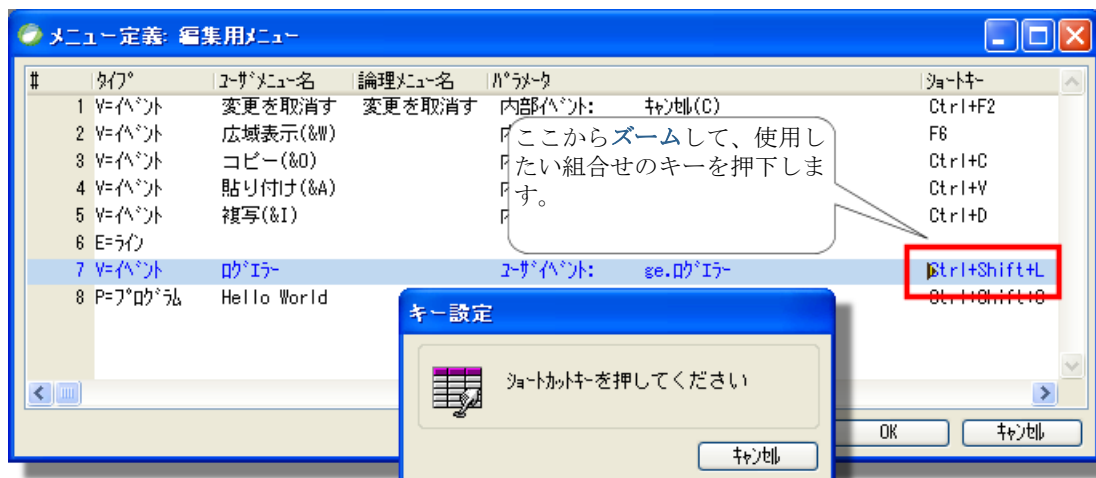 メニュー定義: 編集用ﾒﾆｭｰ
# ﾀｲﾌﾟ ﾕｰｻﾞﾒﾆｭｰ名 論理ﾒﾆｭｰ名 ﾊﾟﾗﾒｰﾀ ｼｮｰﾄｷｰ
1 V=ｲﾍﾞﾝﾄ 変更を取消す 変更を取消す 内部ｲﾍﾞﾝﾄ: ｷｬﾝｾﾙ(C) Ctrl+F2
2 V=ｲﾍﾞﾝﾄ 広域表示(&W) F6
3 V=ｲﾍﾞﾝﾄ コピー(&O) Ctrl+C
4 V=ｲﾍﾞﾝﾄ 貼り付け(&A) Ctrl+V
5 V=ｲﾍﾞﾝﾄ 複写(&I) Ctrl+D
6 E=ﾗｲﾝ
7 V=ｲﾍﾞﾝﾄ ﾛｸﾞｴﾗｰ ﾕｰｻﾞｲﾍﾞﾝﾄ: ge.ﾛｸﾞｴﾗｰ Ctrl+Shift+L
8 P=ﾌﾟﾛｸﾞﾗﾑ Hello World
ここからズームして、使用し
たい組合せのキーを押下しま
す。
キー設定
ｼｮｰﾄｶｯﾄｷｰを押してください
ｷｬﾝｾﾙ
OK ｷｬﾝｾﾙ